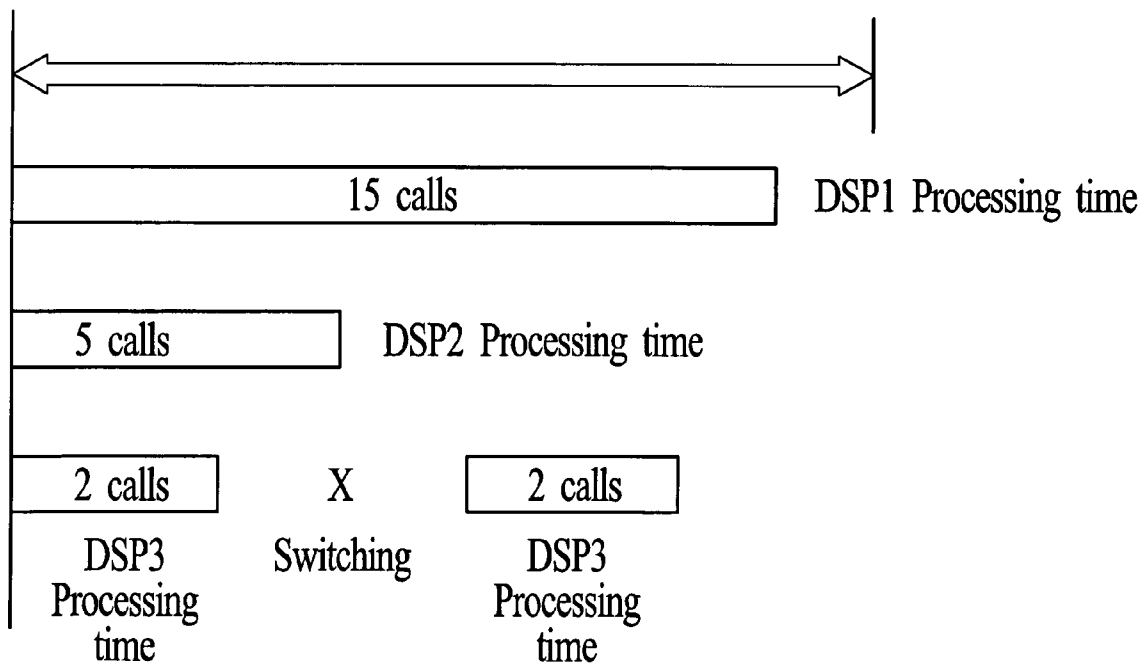 15 calls
DSP1 Processing time
5 calls
DSP2 Processing time
2 calls
X
2 calls
DSP3
Processing
time
Switching
DSP3
Processing
time